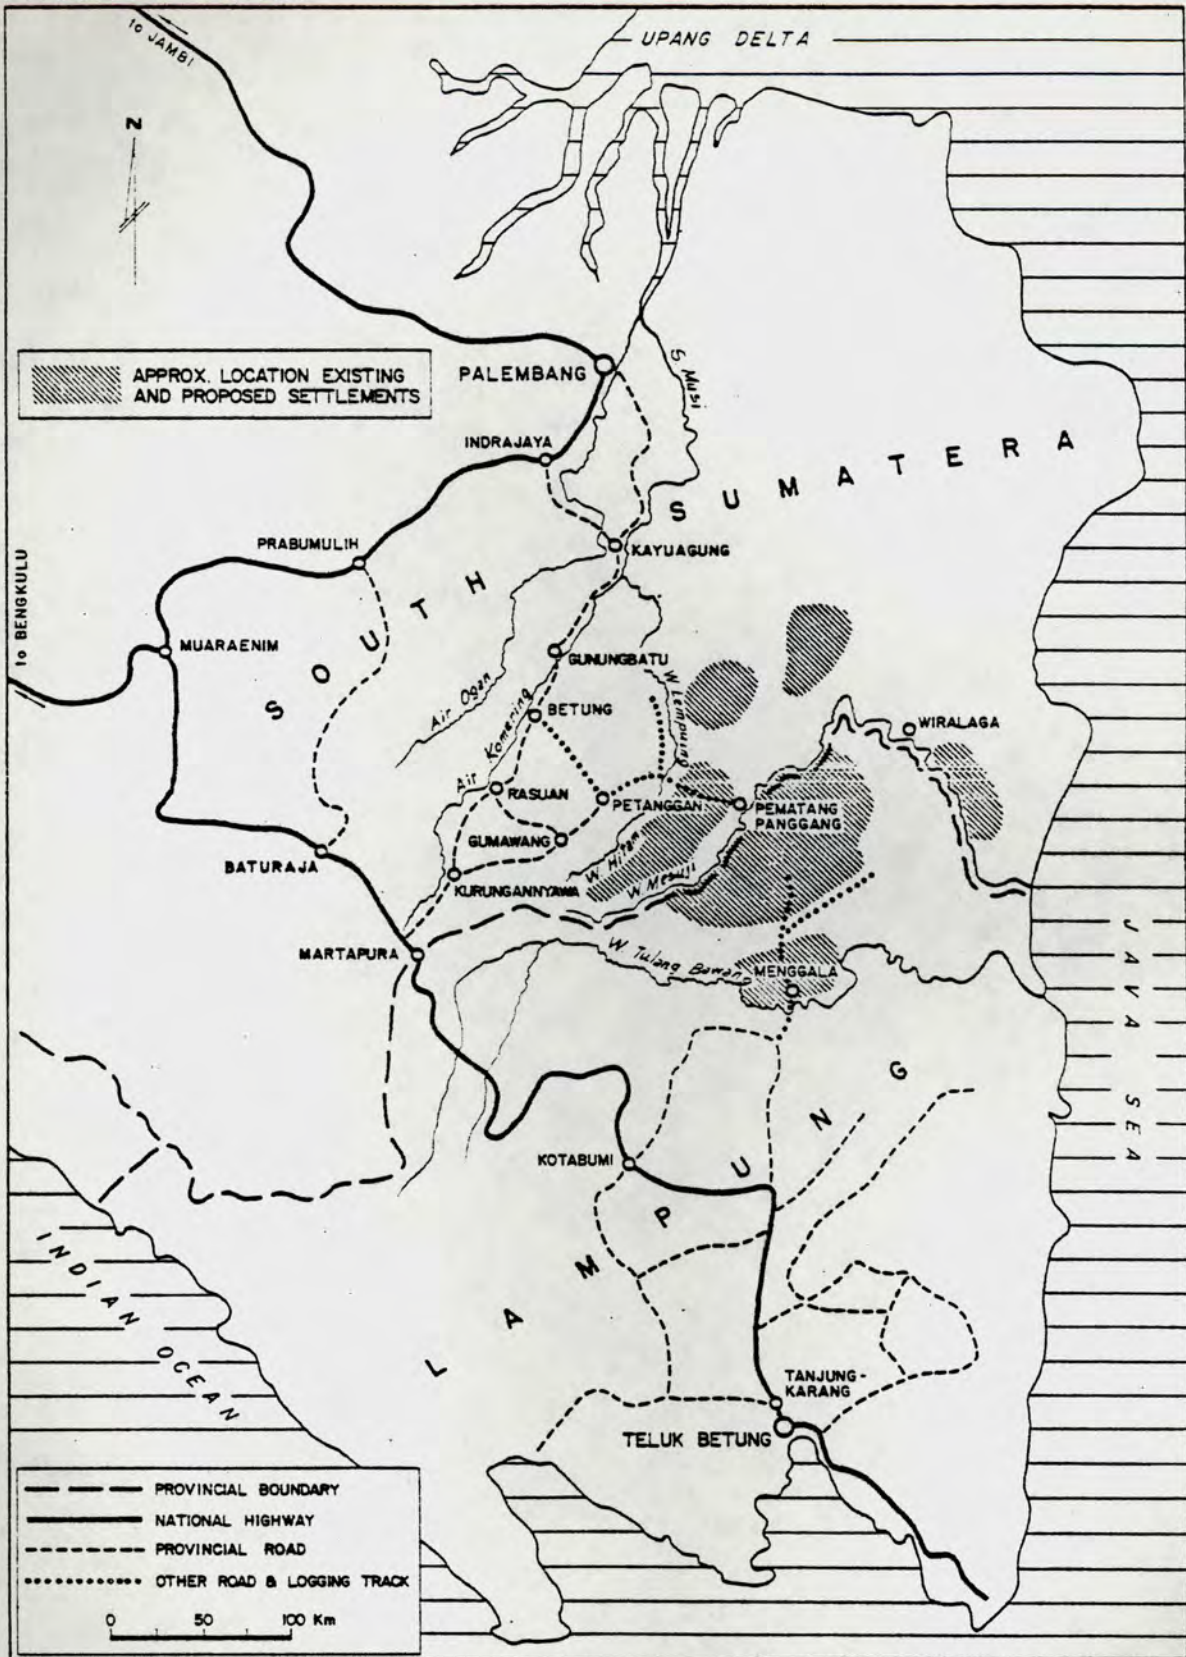 to JAMBI
UPANG DELTA
N
APPROX. LOCATION EXISTING
AND PROPOSED SETTLEMENTS
PALEMBANG
S. Musi
INDRAJAYA
SOUTH SUMATERA
PRABUMULIH
KAYUAGUNG
to BENGKULU
MUARAENIM
GUNUNGBATU
Air Ogan
W Lempuing
BETUNG
Air Komering
WIRALAGA
RASUAN
PETANGGAN
PEMATANG
PANGGANG
GUMAWANG
W Hitam
BATURAJA
KURUNGANNYAWA
W Mesuji
MARTAPURA
W Tulang Bawan
MENGGALA
JAVA SEA
KOTABUMI
LAMPUNG
INDIAN OCEAN
TANJUNG-
KARANG
TELUK BETUNG
PROVINCIAL BOUNDARY
NATIONAL HIGHWAY
PROVINCIAL ROAD
OTHER ROAD & LOGGING TRACK
0 50 100 Km